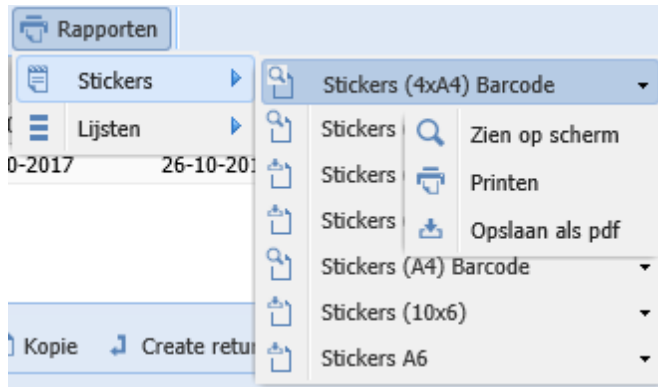 Rapporten
Stickers
Stickers (4xA4) Barcode
Lijsten
Stickers
Zien op scherm
0-2017
26-10-201
Stickers
Printen
Stickers
Opslaan als pdf
Stickers (A4) Barcode
Stickers (10x6)
Kopie
Create retur
Stickers A6